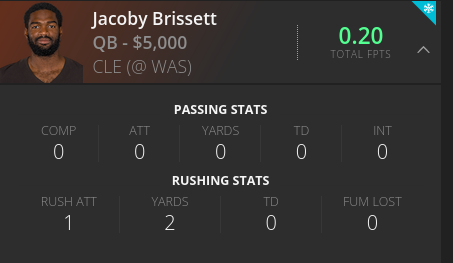 Jacoby Brissett
QB - $5,000
CLE (@ WAS)
0.20
TOTAL FPTS
PASSING STATS
COMP ATT YARDS TD INT
0 0 0 0 0
RUSHING STATS
RUSH ATT YARDS TD FUM LOST
1 2 0 0